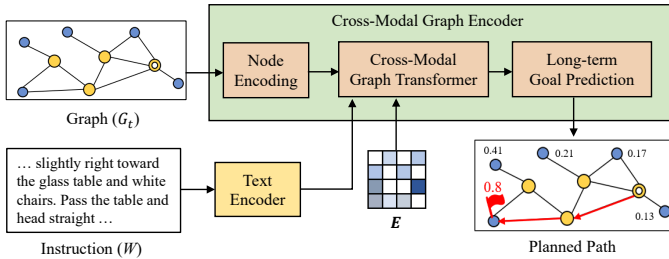 Cross-Modal Graph Encoder
Node
Encoding
Cross-Modal
Graph Transformer
Long-term
Goal Prediction
Graph (G_t)
… slightly right toward
the glass table and white
chairs. Pass the table and
head straight …
Instruction (W)
Text
Encoder
E
0.41
0.21
0.17
0.8
0.13
Planned Path